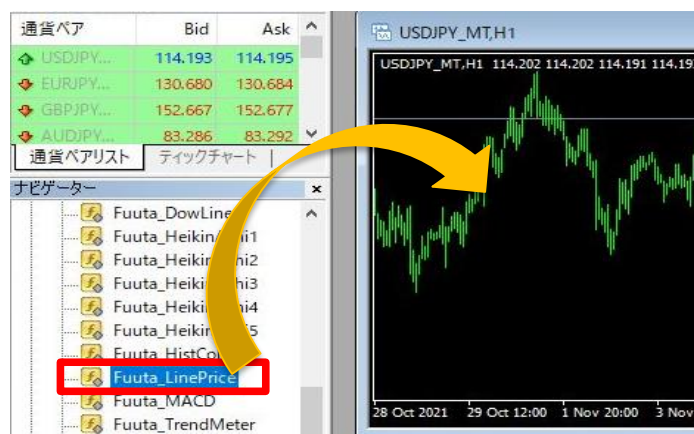 通貨ペア Bid Ask
USDJPY... 114.193 114.195
EURJPY... 130.680 130.684
GBPJPY... 152.667 152.677
AUDJPY... 83.286 83.292
通貨ペアリスト ティックチャート
ナビゲーター
Fuuta_DowLine
Fuuta_Heikin hi1
Fuuta_Heikin hi2
Fuuta_Heikin hi3
Fuuta_Heikin hi4
Fuuta_Heikin i5
Fuuta_HistCo
Fuuta_LinePrice
Fuuta_MACD
Fuuta_TrendMeter
USDJPY_MT,H1
USDJPY_MT,H1 114.202 114.202 114.191 114.19
28 Oct 2021 29 Oct 12:00 1 Nov 20:00 3 Nov